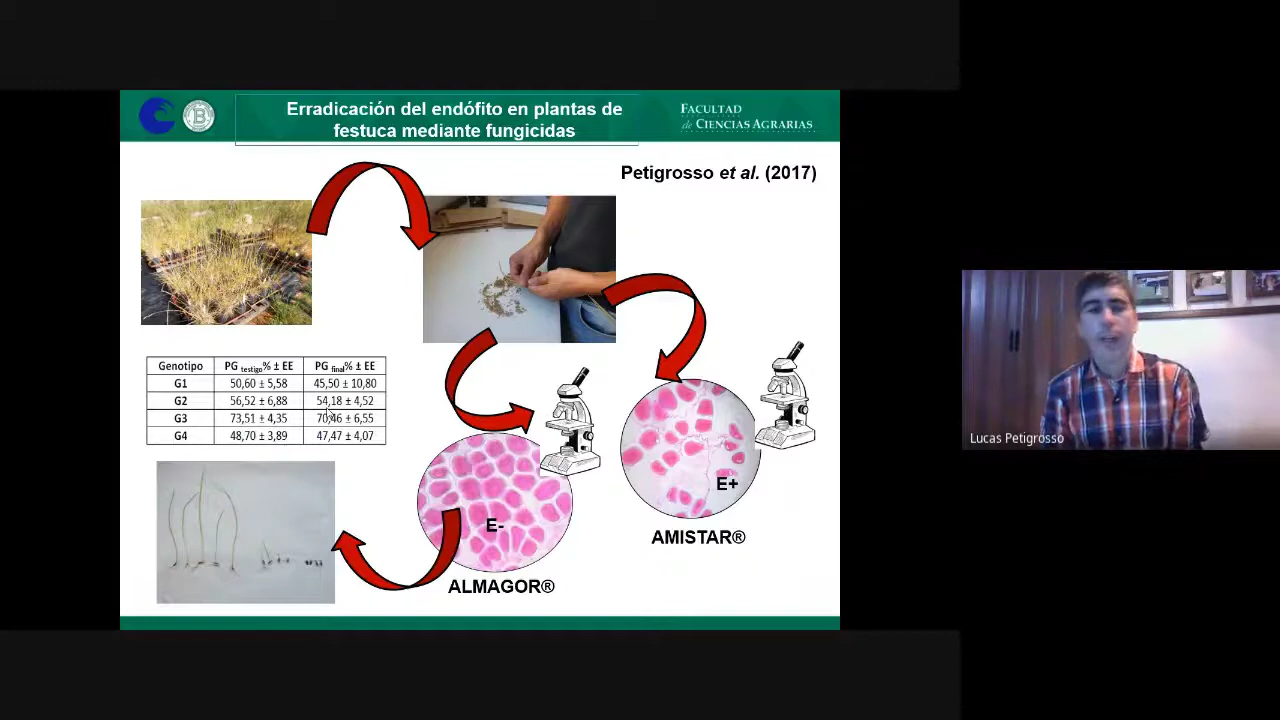 Erradicación del endófito en plantas de
festuca mediante fungicidas
FACULTAD
de CIENCIAS AGRARIAS
B
Petigrosso et al. (2017)
Genotipo PG testigo% ± EE PG final% ± EE
G1 50,60 ± 5,58 45,50 ± 10,80
G2 56,52 ± 6,88 54,18 ± 4,52
G3 73,51 ± 4,35 70,46 ± 6,55
G4 48,70 ± 3,89 47,47 ± 4,07
E+
AMISTAR®
E-
ALMAGOR®
Lucas Petigrosso